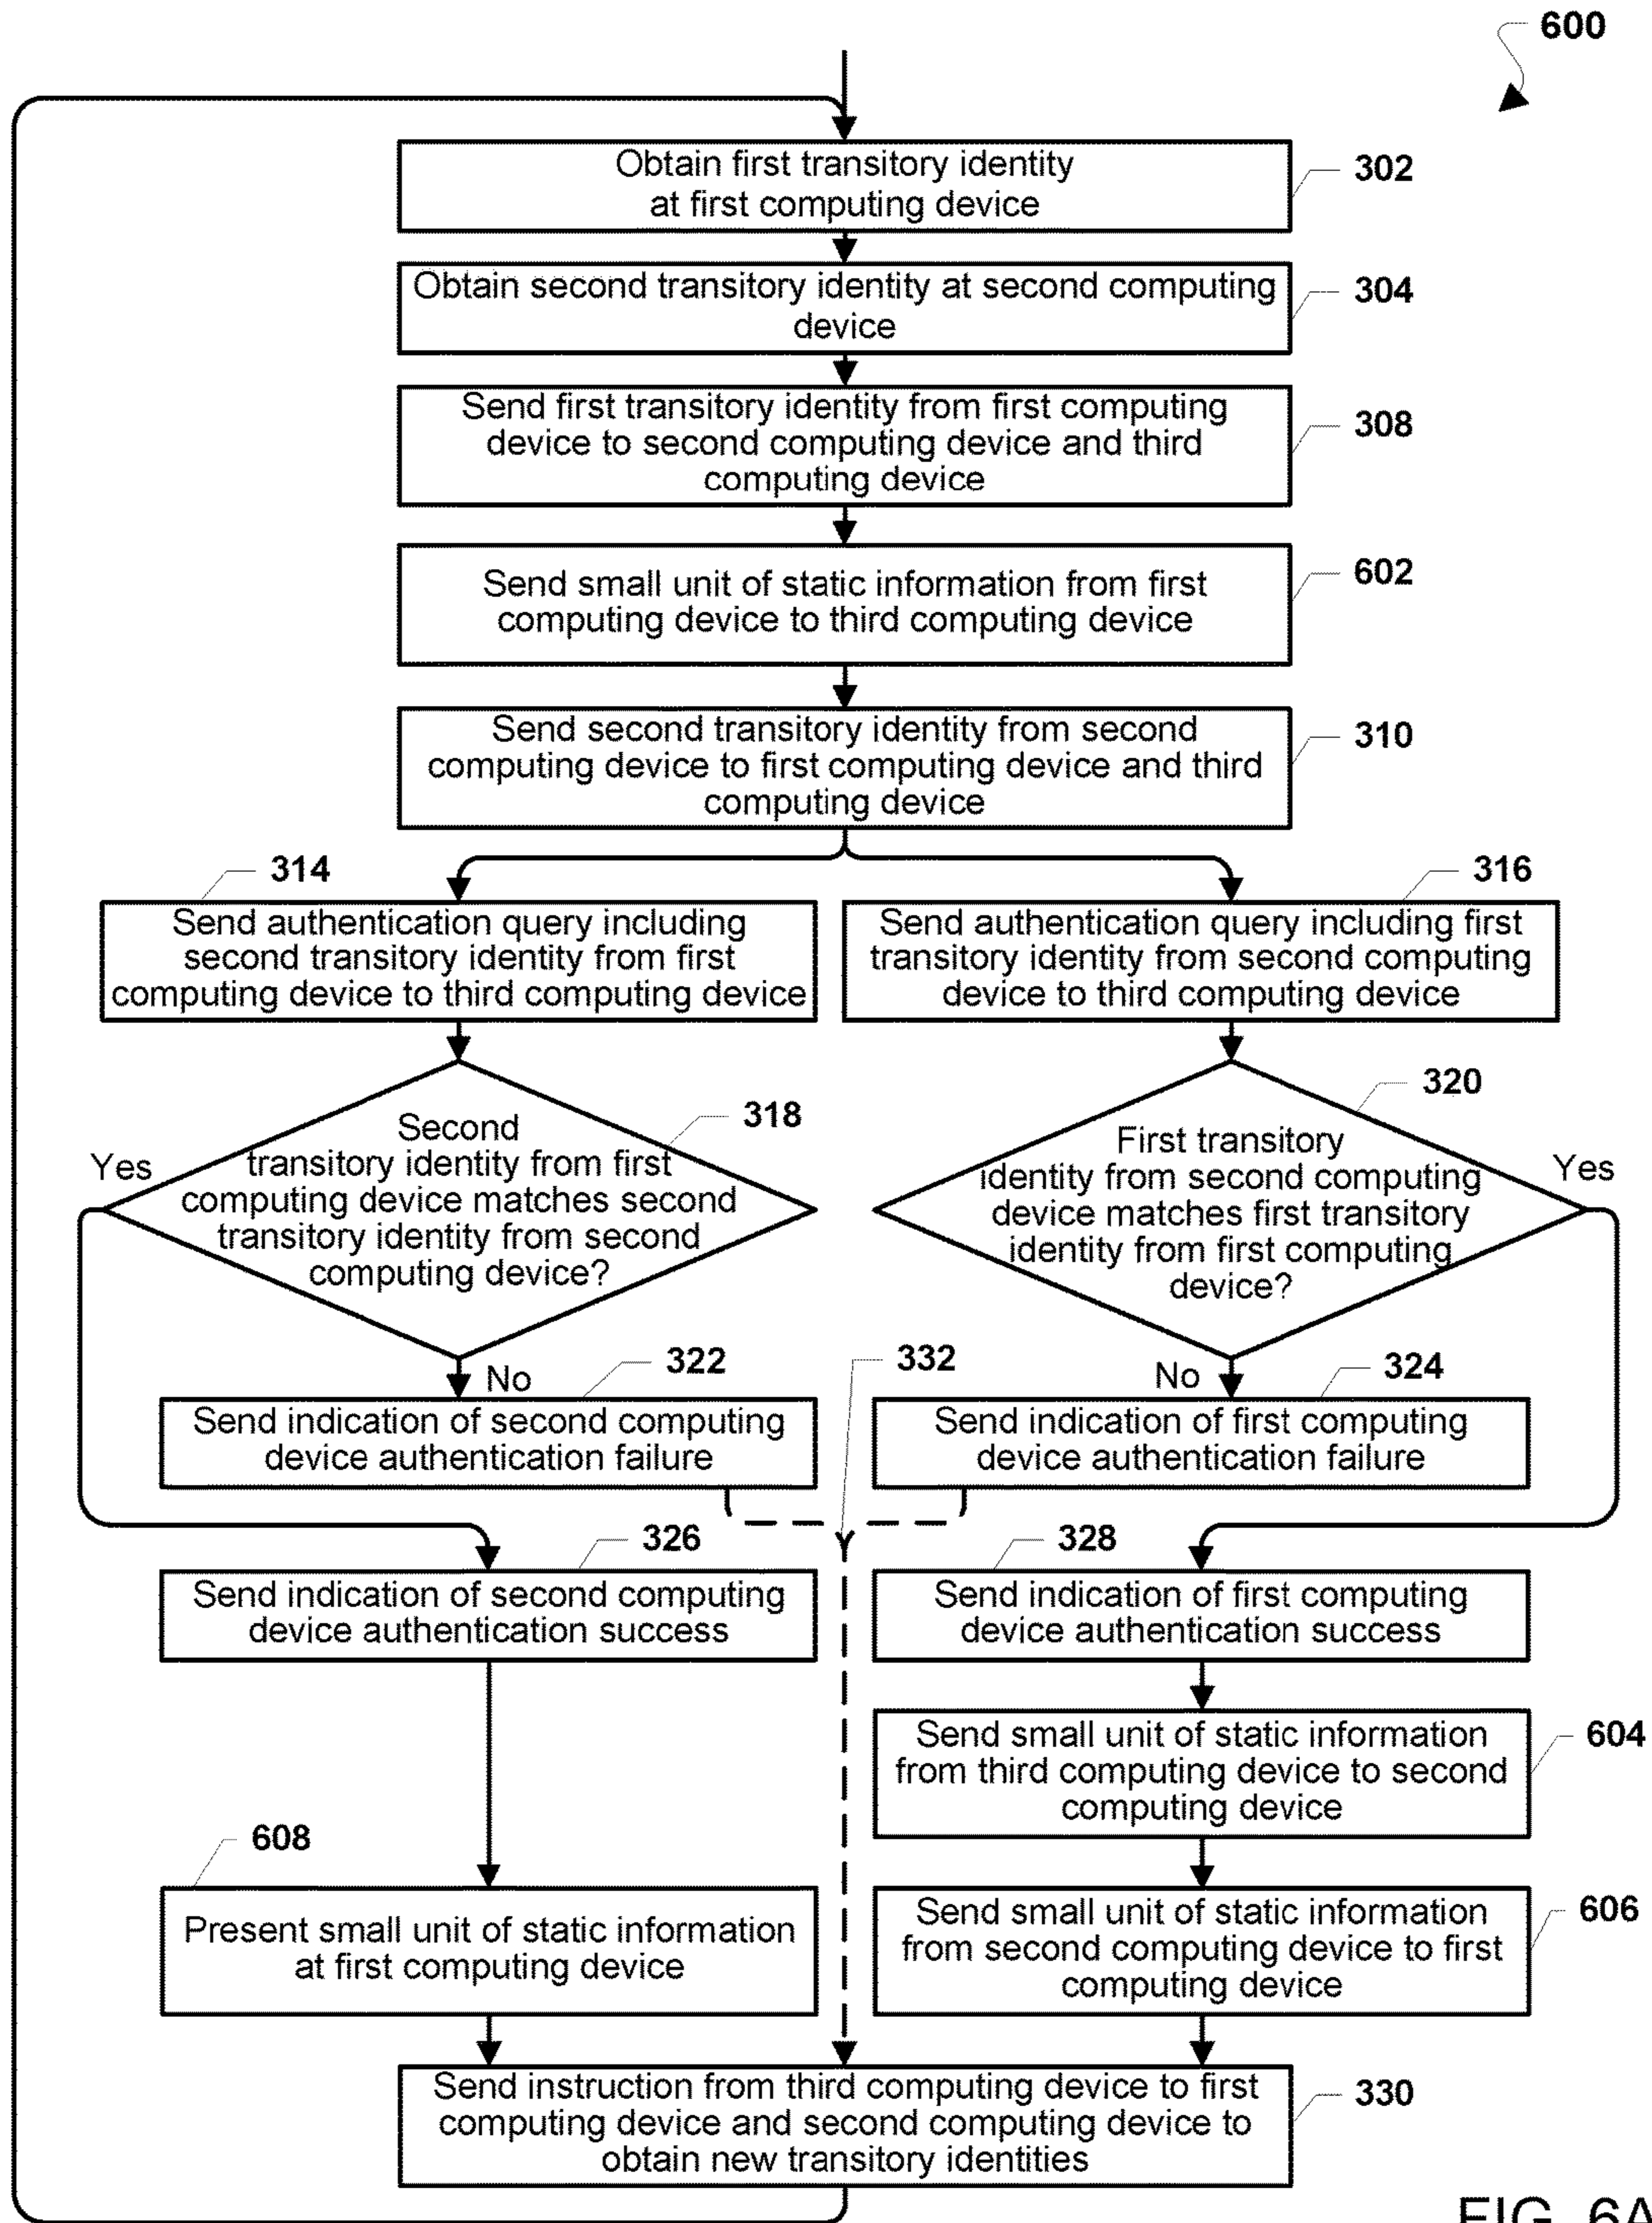 600
Obtain first transitory identity
at first computing device
302
Obtain second transitory identity at second computing
device
304
Send first transitory identity from first computing
device to second computing device and third
computing device
308
Send small unit of static information from first
computing device to third computing device
602
Send second transitory identity from second
computing device to first computing device and third
computing device
310
314
Send authentication query including
second transitory identity from first
computing device to third computing device
316
Send authentication query including first
transitory identity from second computing
device to third computing device
318
Yes
Second
transitory identity from first
computing device matches second
transitory identity from second
computing device?
No
320
First transitory
identity from second computing
device matches first transitory
identity from first computing
device?
Yes
No
322
Send indication of second computing
device authentication failure
332
324
Send indication of first computing
device authentication failure
326
Send indication of second computing
device authentication success
328
Send indication of first computing
device authentication success
Send small unit of static information
from third computing device to second
computing device
604
608
Present small unit of static information
at first computing device
Send small unit of static information
from second computing device to first
computing device
606
Send instruction from third computing device to first
computing device and second computing device to
obtain new transitory identities
330
FIG. 6A